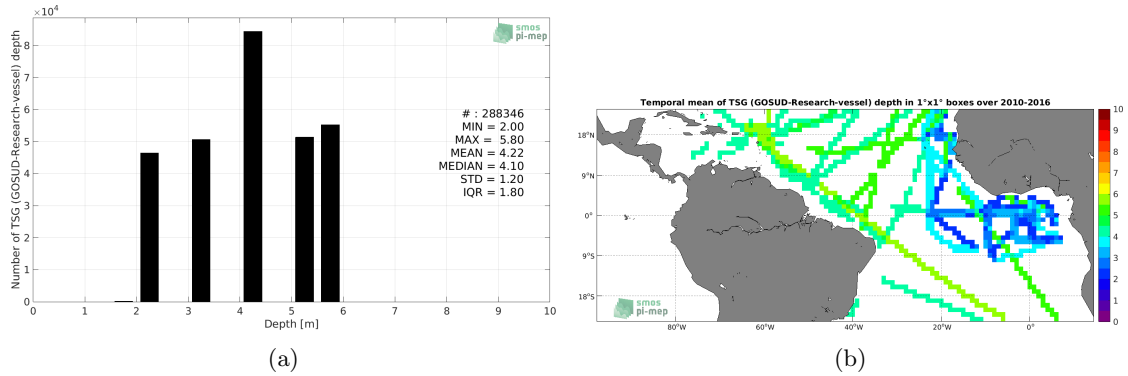 ×10⁴
smos
pi-mep
Number of TSG (GOSUD-Research-vessel) depth
8
7
6
5
4
3
2
1
0
# : 288346
MIN = 2.00
MAX = 5.80
MEAN = 4.22
MEDIAN = 4.10
STD = 1.20
IQR = 1.80
0 1 2 3 4 5 6 7 8 9 10
Depth [m]
(a)
Temporal mean of TSG (GOSUD-Research-vessel) depth in 1°x1° boxes over 2010-2016
18°N
9°N
0°
9°S
18°S
80°W 60°W 40°W 20°W 0°
smos
pi-mep
10
9
8
7
6
5
4
3
2
1
0
(b)